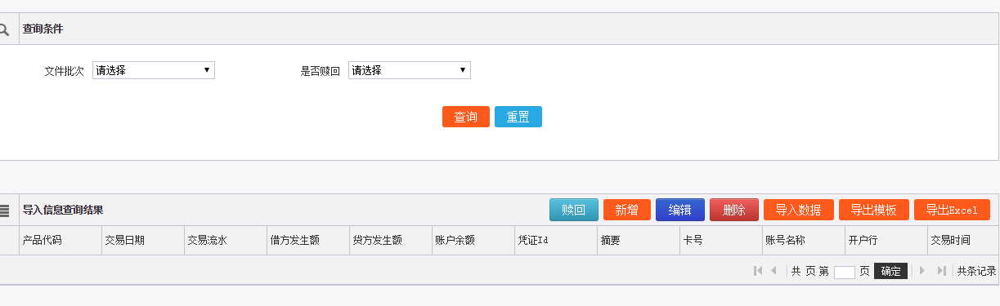 查询条件
文件批次 请选择 是否赎回 请选择
查询 重置
导入信息查询结果 赎回 新增 编辑 删除 导入数据 导出模板 导出Excel
产品代码 交易日期 交易流水 借方发生额 贷方发生额 账户余额 凭证Id 摘要 卡号 账号名称 开户行 交易时间
共 页 第 页 确定 共条记录